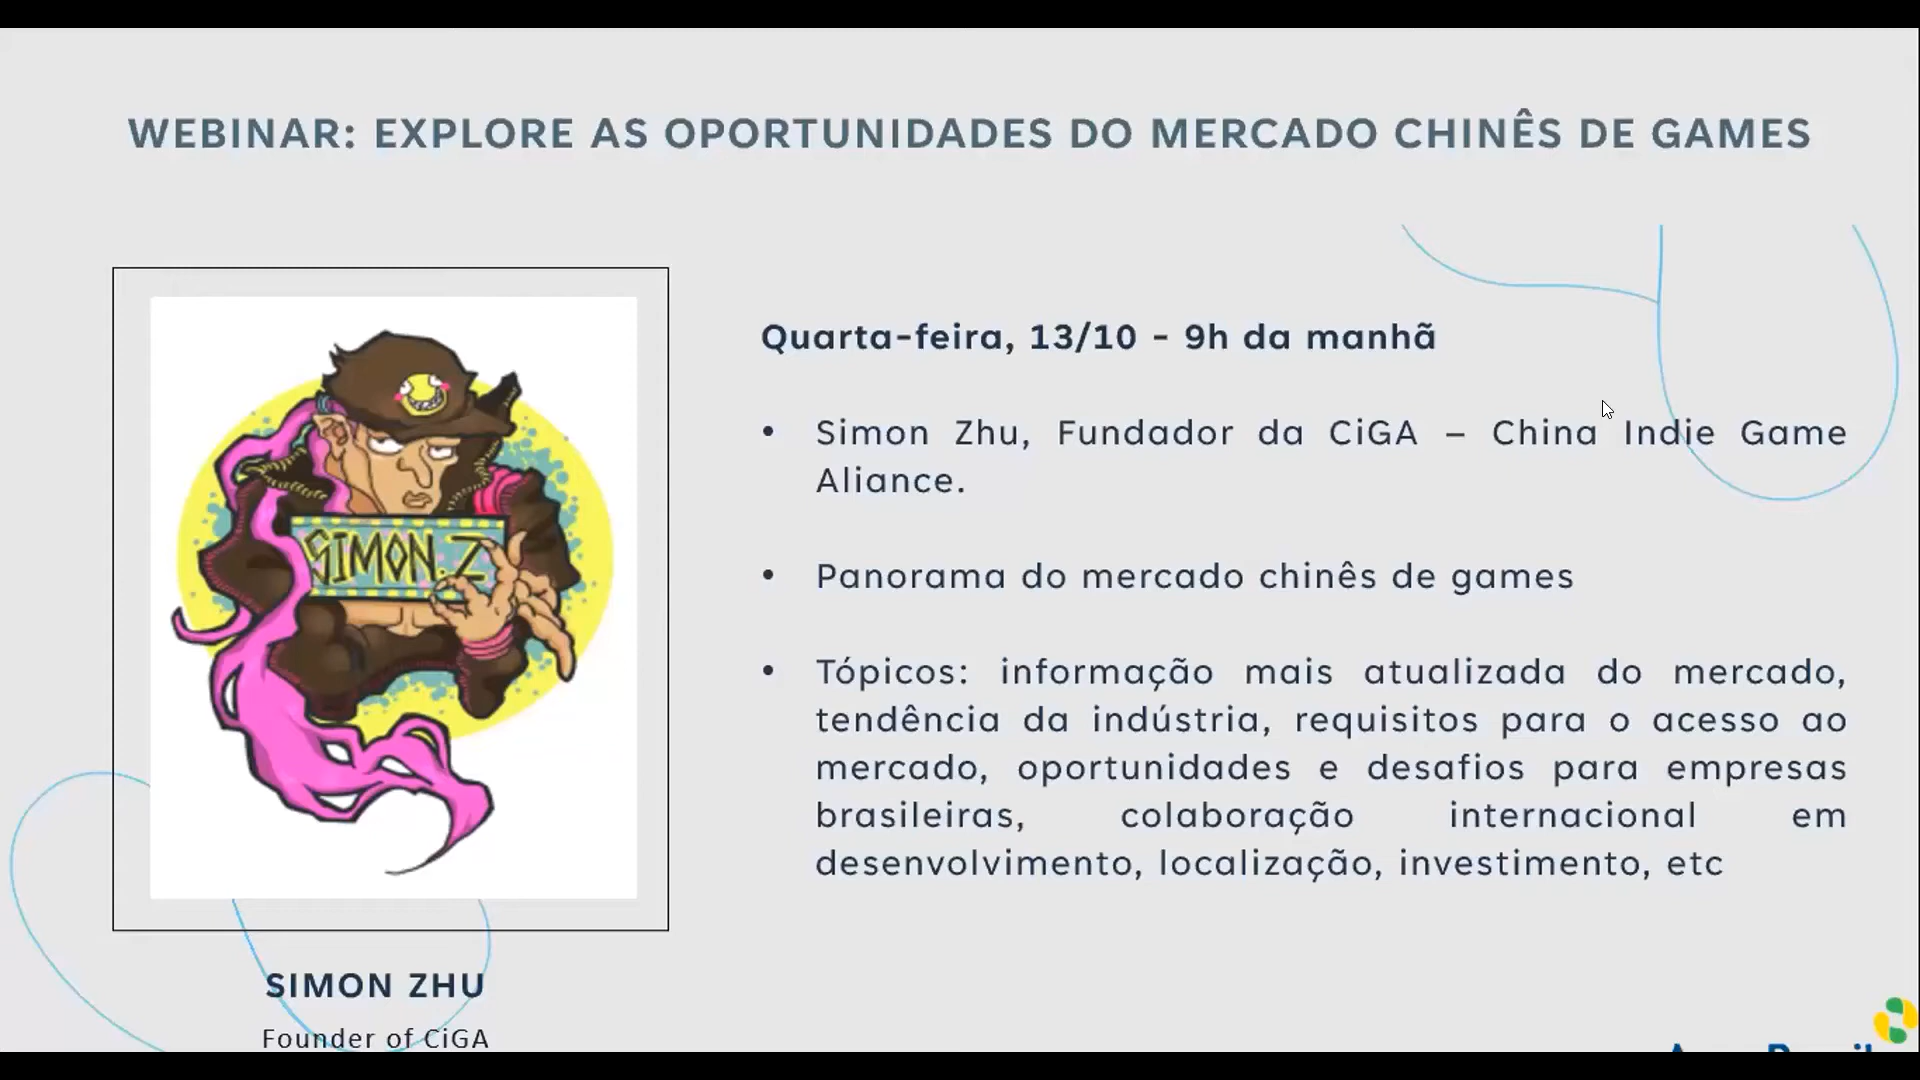 WEBINAR: EXPLORE AS OPORTUNIDADES DO MERCADO CHINÊS DE GAMES
Quarta-feira, 13/10 - 9h da manhã
• Simon Zhu, Fundador da CiGA – China Indie Game
Aliance.
• Panorama do mercado chinês de games
• Tópicos: informação mais atualizada do mercado,
tendência da indústria, requisitos para o acesso ao
mercado, oportunidades e desafios para empresas
brasileiras, colaboração internacional em
desenvolvimento, localização, investimento, etc
SIMON.Z
SIMON ZHU
Founder of CiGA